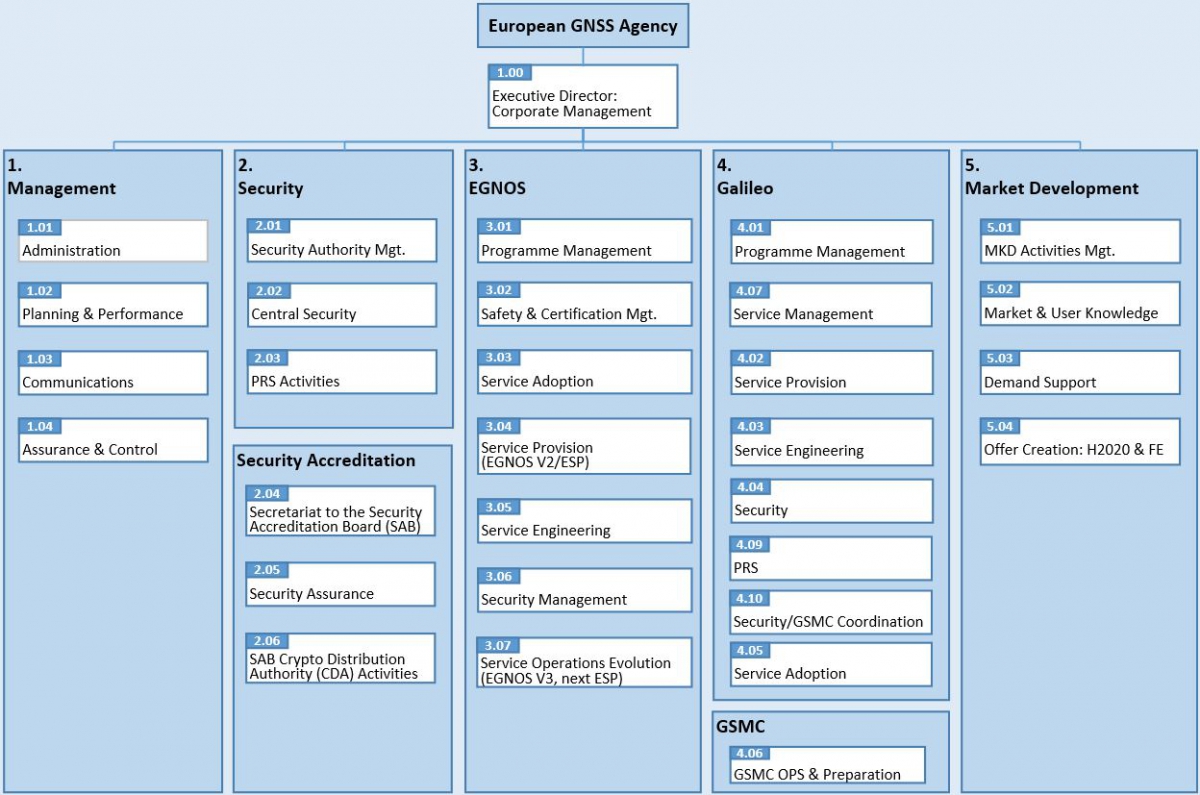 European GNSS Agency
1.00
Executive Director:
Corporate Management
1.
Management
1.01
Administration
1.02
Planning & Performance
1.03
Communications
1.04
Assurance & Control
2.
Security
2.01
Security Authority Mgt.
2.02
Central Security
2.03
PRS Activities
Security Accreditation
2.04
Secretariat to the Security
Accreditation Board (SAB)
2.05
Security Assurance
2.06
SAB Crypto Distribution
Authority (CDA) Activities
3.
EGNOS
3.01
Programme Management
3.02
Safety & Certification Mgt.
3.03
Service Adoption
3.04
Service Provision
(EGNOS V2/ESP)
3.05
Service Engineering
3.06
Security Management
3.07
Service Operations Evolution
(EGNOS V3, next ESP)
4.
Galileo
4.01
Programme Management
4.07
Service Management
4.02
Service Provision
4.03
Service Engineering
4.04
Security
4.09
PRS
4.10
Security/GSMC Coordination
4.05
Service Adoption
GSMC
4.06
GSMC OPS & Preparation
5.
Market Development
5.01
MKD Activities Mgt.
5.02
Market & User Knowledge
5.03
Demand Support
5.04
Offer Creation: H2020 & FE